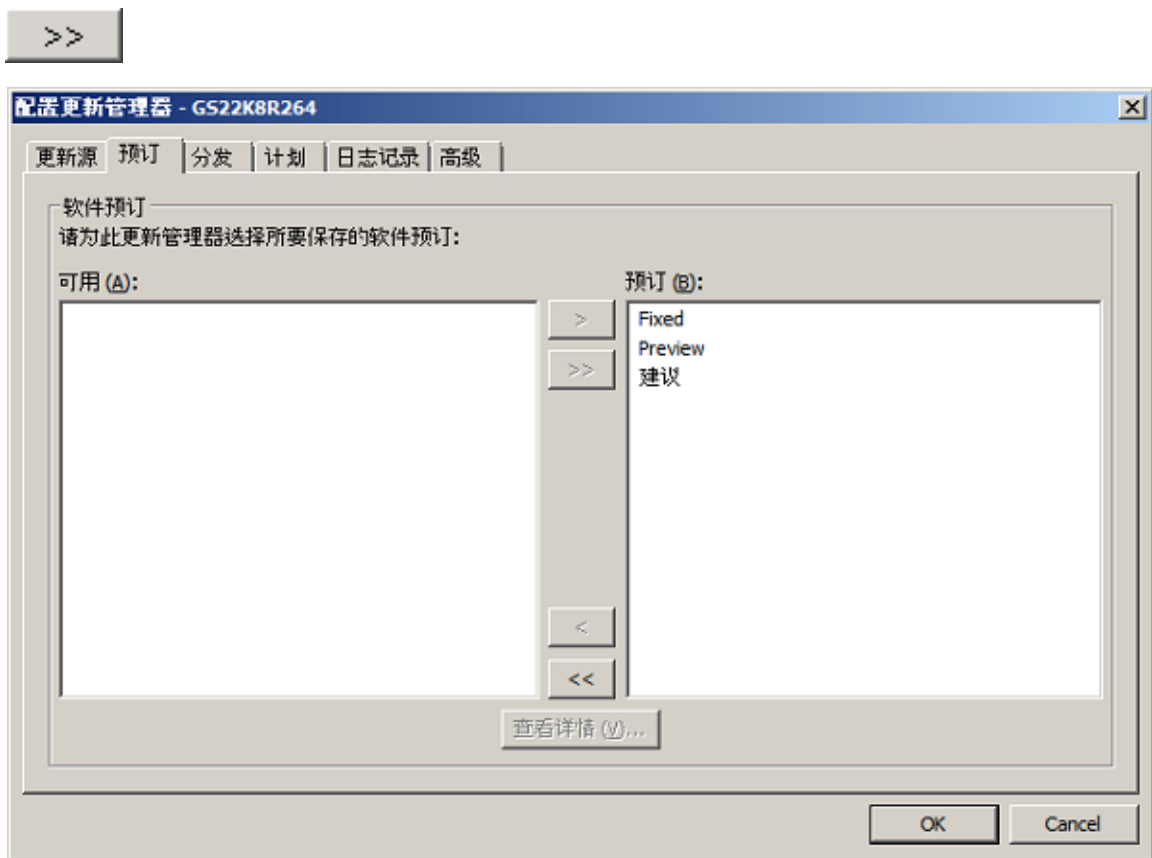 >>
配置更新管理器 - GS22K8R264
更新源 预订 分发 计划 日志记录 高级
软件预订
请为此更新管理器选择所要保存的软件预订:
可用(A): 预订(B):
> Fixed
Preview
>> 建议
<
<<
查看详情(V)...
OK Cancel